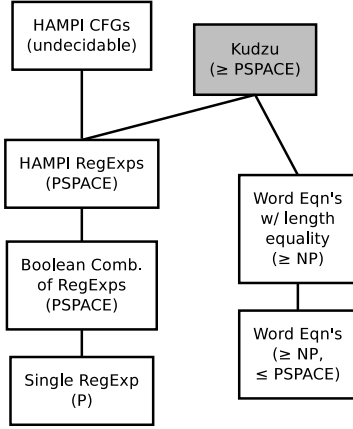 HAMPI CFGs
(undecidable)
Kudzu
(≥ PSPACE)
HAMPI RegExps
(PSPACE)
Word Eqn's
w/ length
equality
(≥ NP)
Boolean Comb.
of RegExps
(PSPACE)
Word Eqn's
(≥ NP,
≤ PSPACE)
Single RegExp
(P)